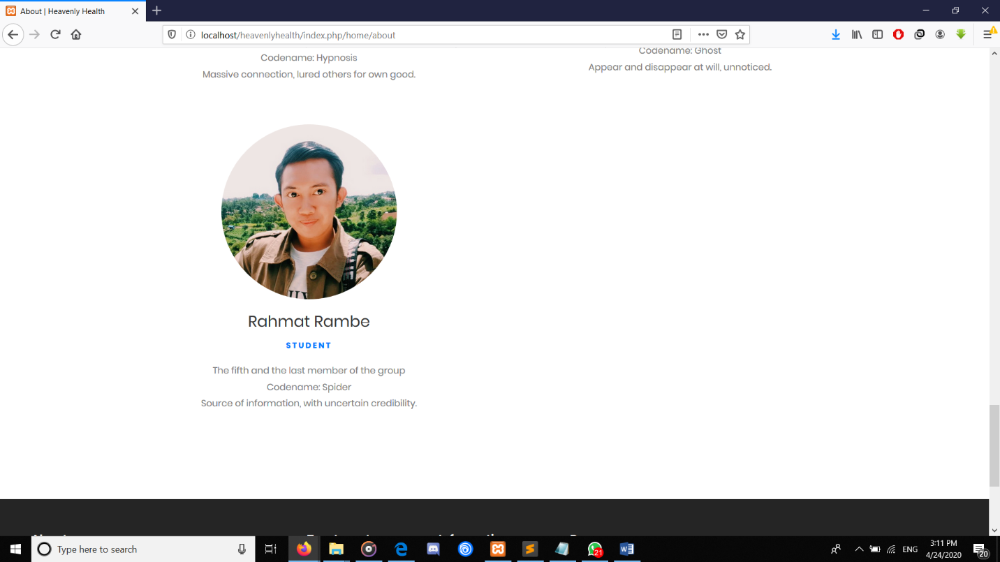 About | Heavenly Health
localhost/heavenlyhealth/index.php/home/about
Codename: Hypnosis
Massive connection, lured others for own good.
Codename: Ghost
Appear and disappear at will, unnoticed.
Rahmat Rambe
STUDENT
The fifth and the last member of the group
Codename: Spider
Source of information, with uncertain credibility.
Type here to search
21
W
ENG
3:11 PM
4/24/2020
20